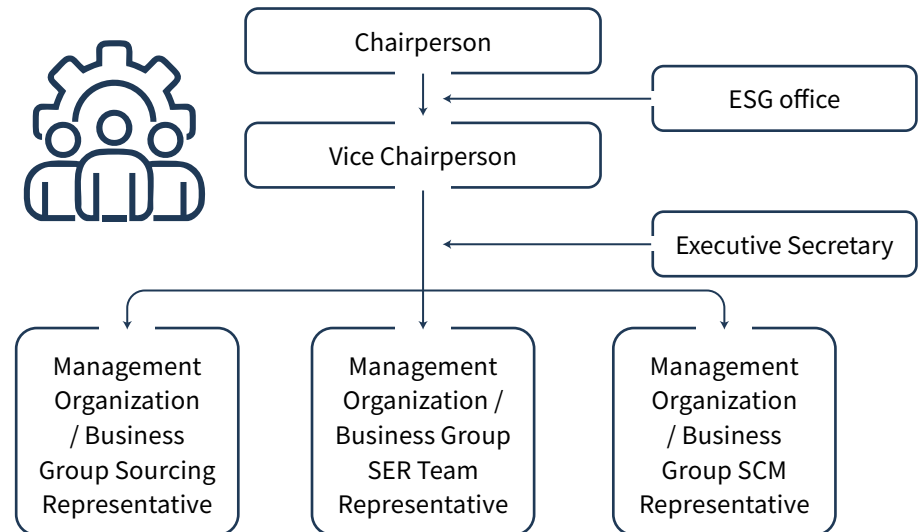 Chairperson
ESG office
Vice Chairperson
Executive Secretary
Management
Organization
/ Business
Group Sourcing
Representative
Management
Organization /
Business Group
SER Team
Representative
Management
Organization
/ Business
Group SCM
Representative